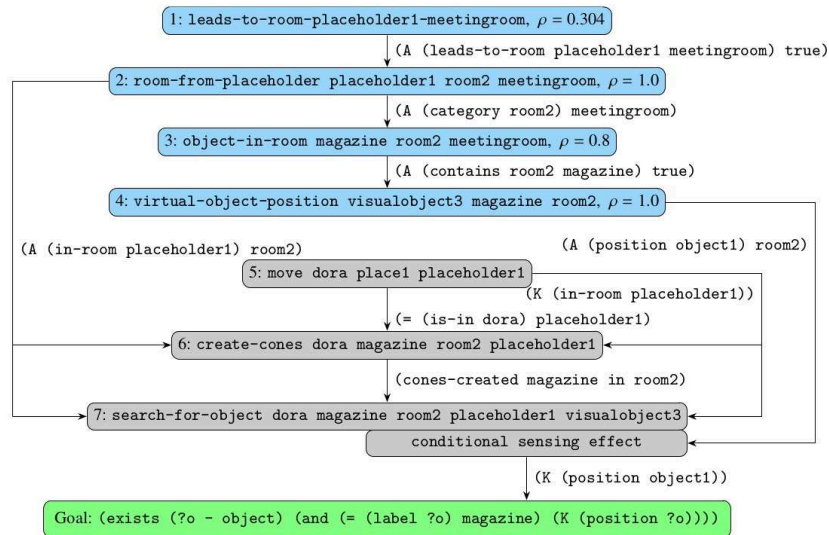 1: leads-to-room-placeholder1-meetingroom, ρ = 0.304
(A (leads-to-room placeholder1 meetingroom) true)
2: room-from-placeholder placeholder1 room2 meetingroom, ρ = 1.0
(A (category room2) meetingroom)
3: object-in-room magazine room2 meetingroom, ρ = 0.8
(A (contains room2 magazine) true)
4: virtual-object-position visualobject3 magazine room2, ρ = 1.0
(A (in-room placeholder1) room2)
(A (position object1) room2)
5: move dora place1 placeholder1
(K (in-room placeholder1))
(= (is-in dora) placeholder1)
6: create-cones dora magazine room2 placeholder1
(cones-created magazine in room2)
7: search-for-object dora magazine room2 placeholder1 visualobject3
conditional sensing effect
(K (position object1))
Goal: (exists (?o - object) (and (= (label ?o) magazine) (K (position ?o))))